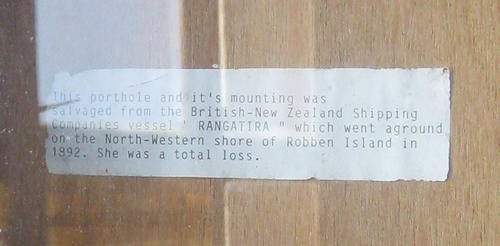 This porthole and it's mounting was
salvaged from the British-New Zealand Shipping
Companies vessel " RANGATIRA " which went aground
on the North-Western shore of Robben Island in
1892. She was a total loss.